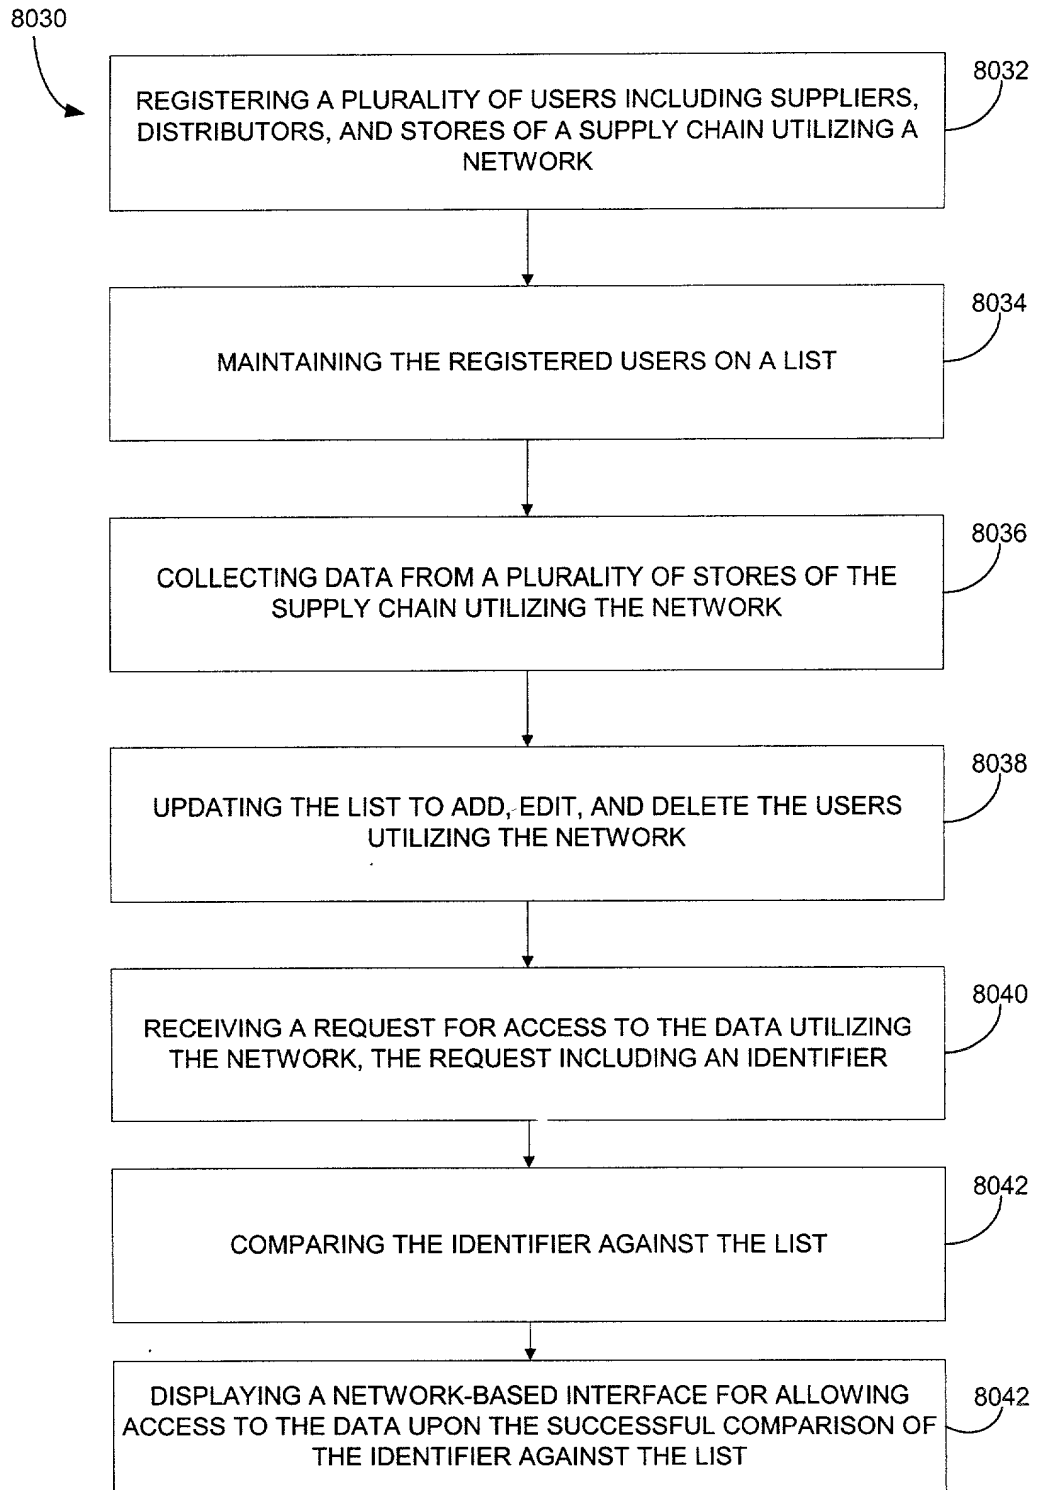 8030
8032
REGISTERING A PLURALITY OF USERS INCLUDING SUPPLIERS,
DISTRIBUTORS, AND STORES OF A SUPPLY CHAIN UTILIZING A
NETWORK
8034
MAINTAINING THE REGISTERED USERS ON A LIST
8036
COLLECTING DATA FROM A PLURALITY OF STORES OF THE
SUPPLY CHAIN UTILIZING THE NETWORK
8038
UPDATING THE LIST TO ADD, EDIT, AND DELETE THE USERS
UTILIZING THE NETWORK
8040
RECEIVING A REQUEST FOR ACCESS TO THE DATA UTILIZING
THE NETWORK, THE REQUEST INCLUDING AN IDENTIFIER
8042
COMPARING THE IDENTIFIER AGAINST THE LIST
8042
DISPLAYING A NETWORK-BASED INTERFACE FOR ALLOWING
ACCESS TO THE DATA UPON THE SUCCESSFUL COMPARISON OF
THE IDENTIFIER AGAINST THE LIST